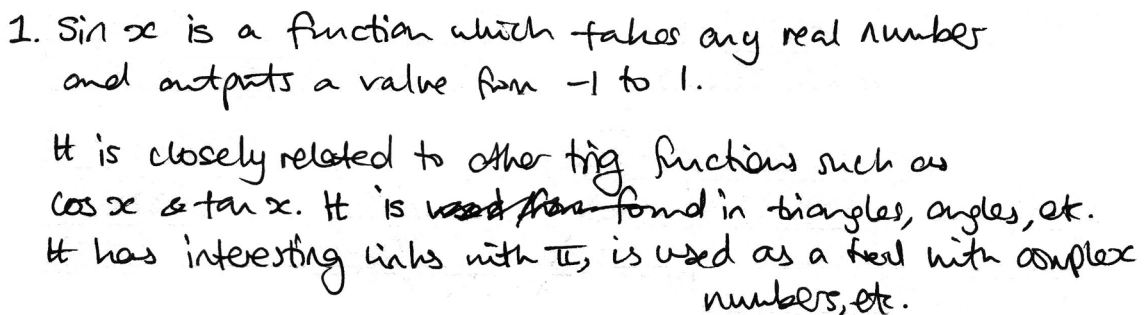 1. Sin x is a function which takes any real number
and outputs a value from -1 to 1.
It is closely related to other trig functions such as
cos x & tan x. It is found in triangles, angles, etc.
It has interesting links with π, is used as a tool with complex
numbers, etc.